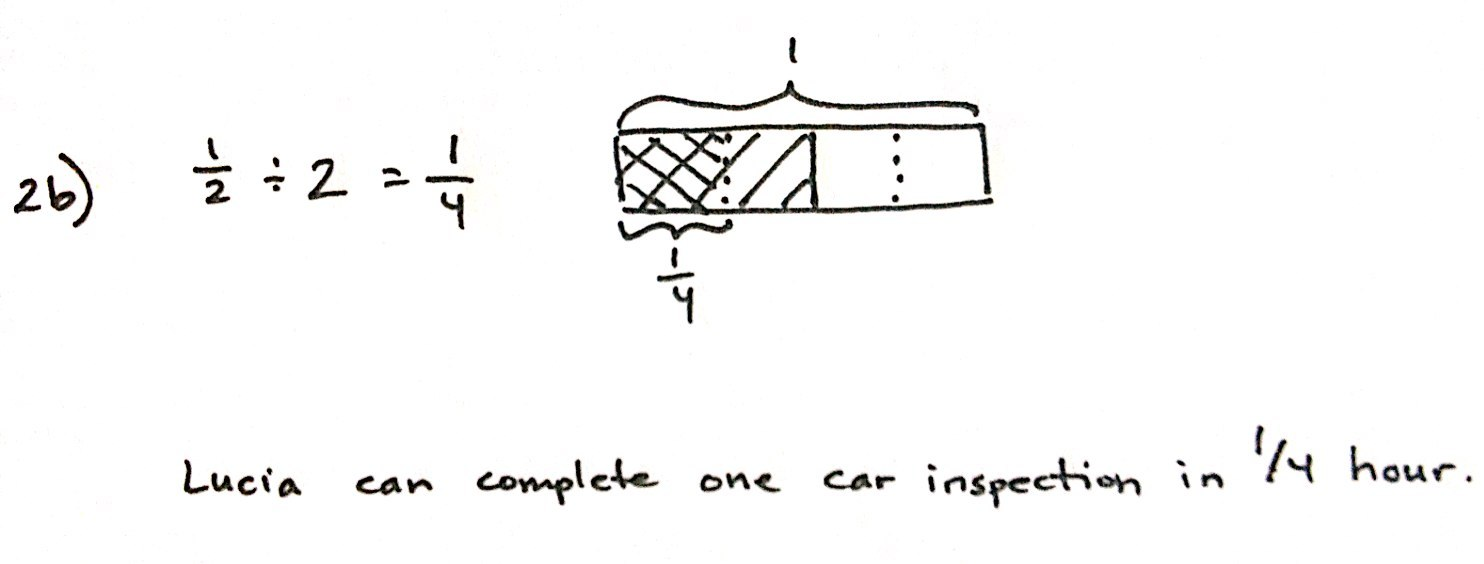 1
2b) 1/2 ÷ 2 = 1/4
1/4
Lucia can complete one car inspection in 1/4 hour.